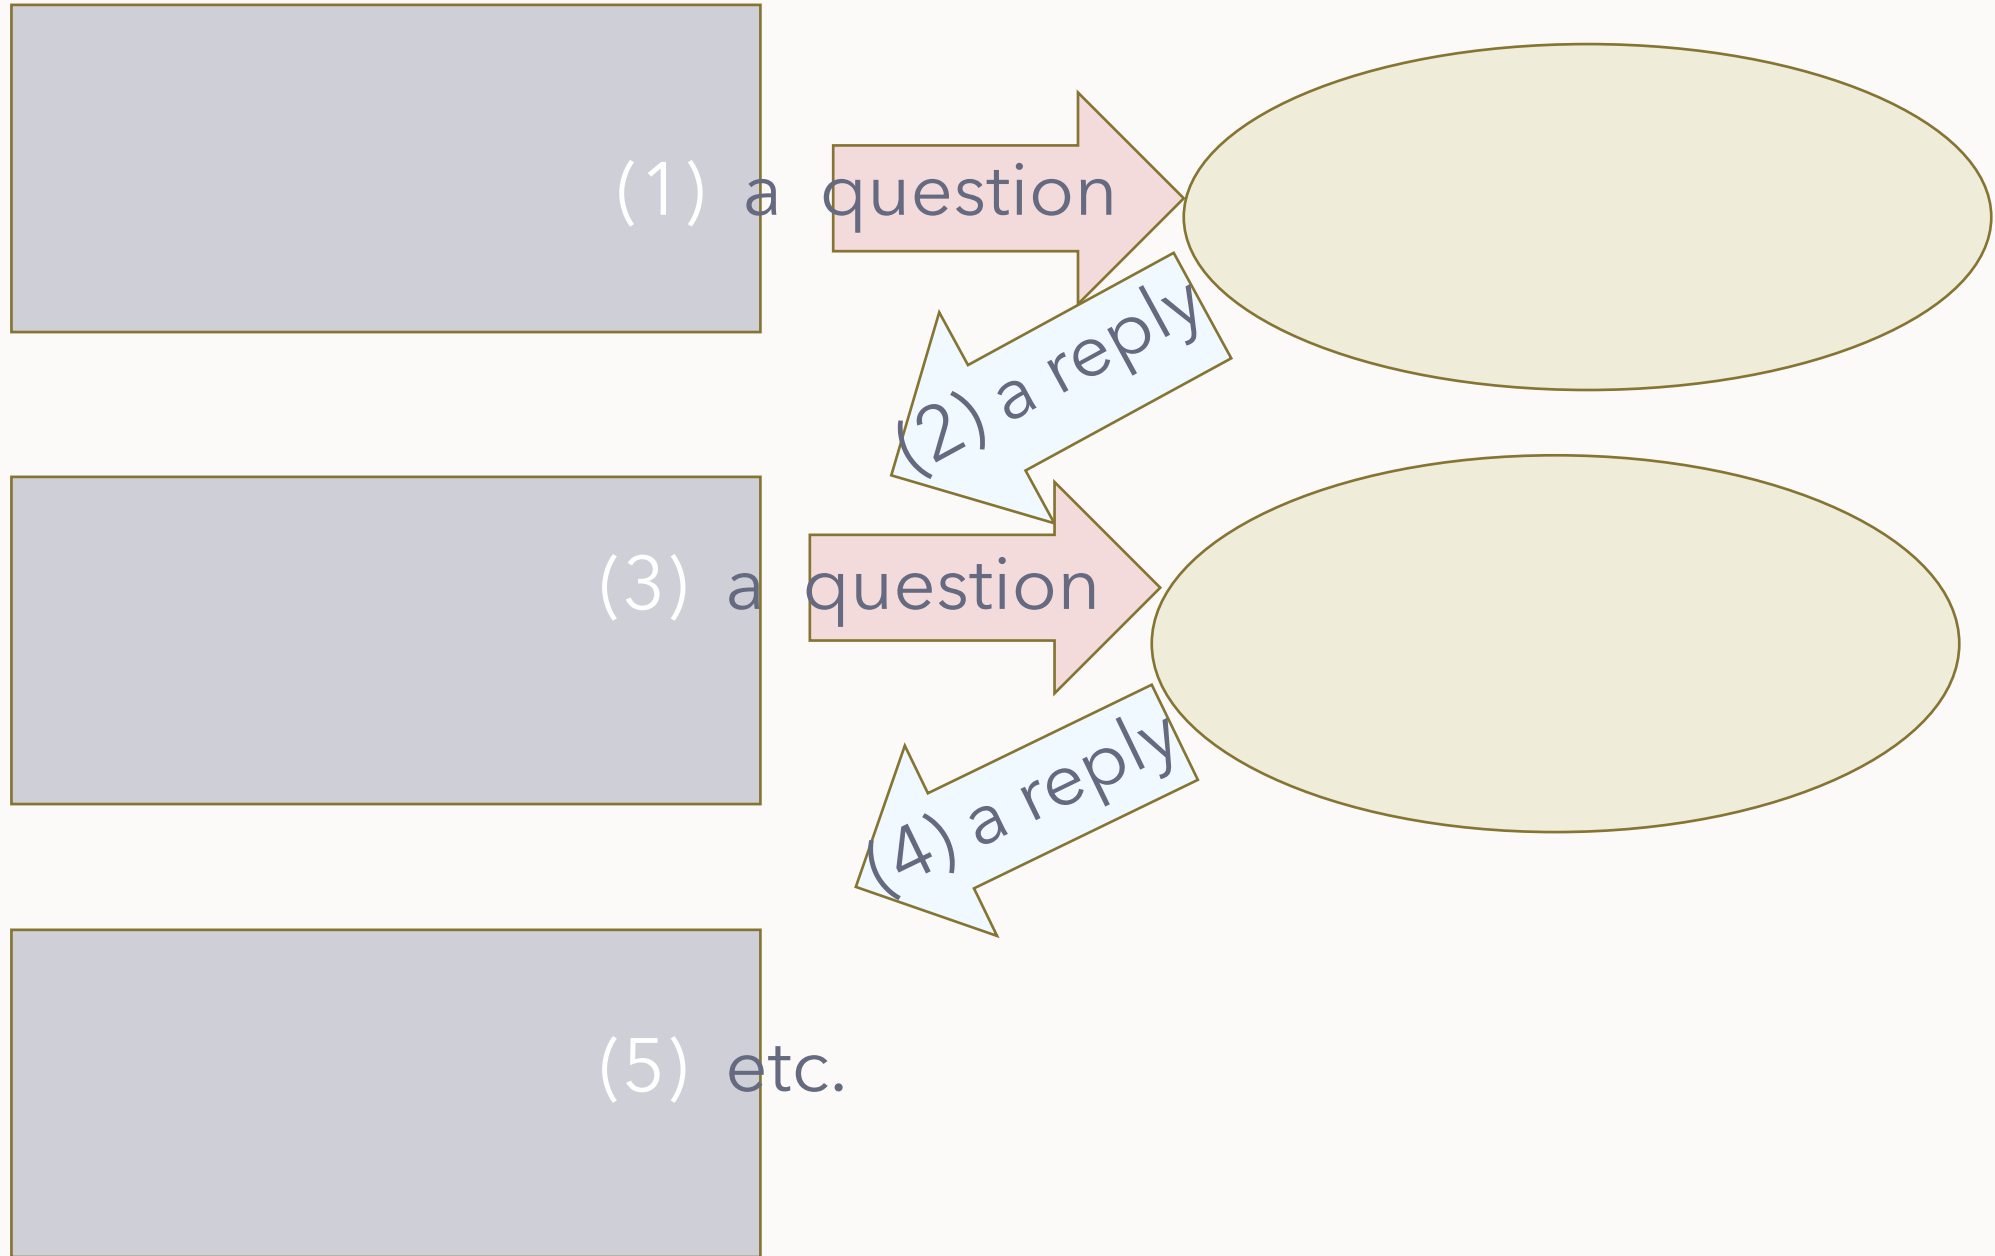 (1) a question
(2) a reply
(3) a question
(4) a reply
(5) etc.